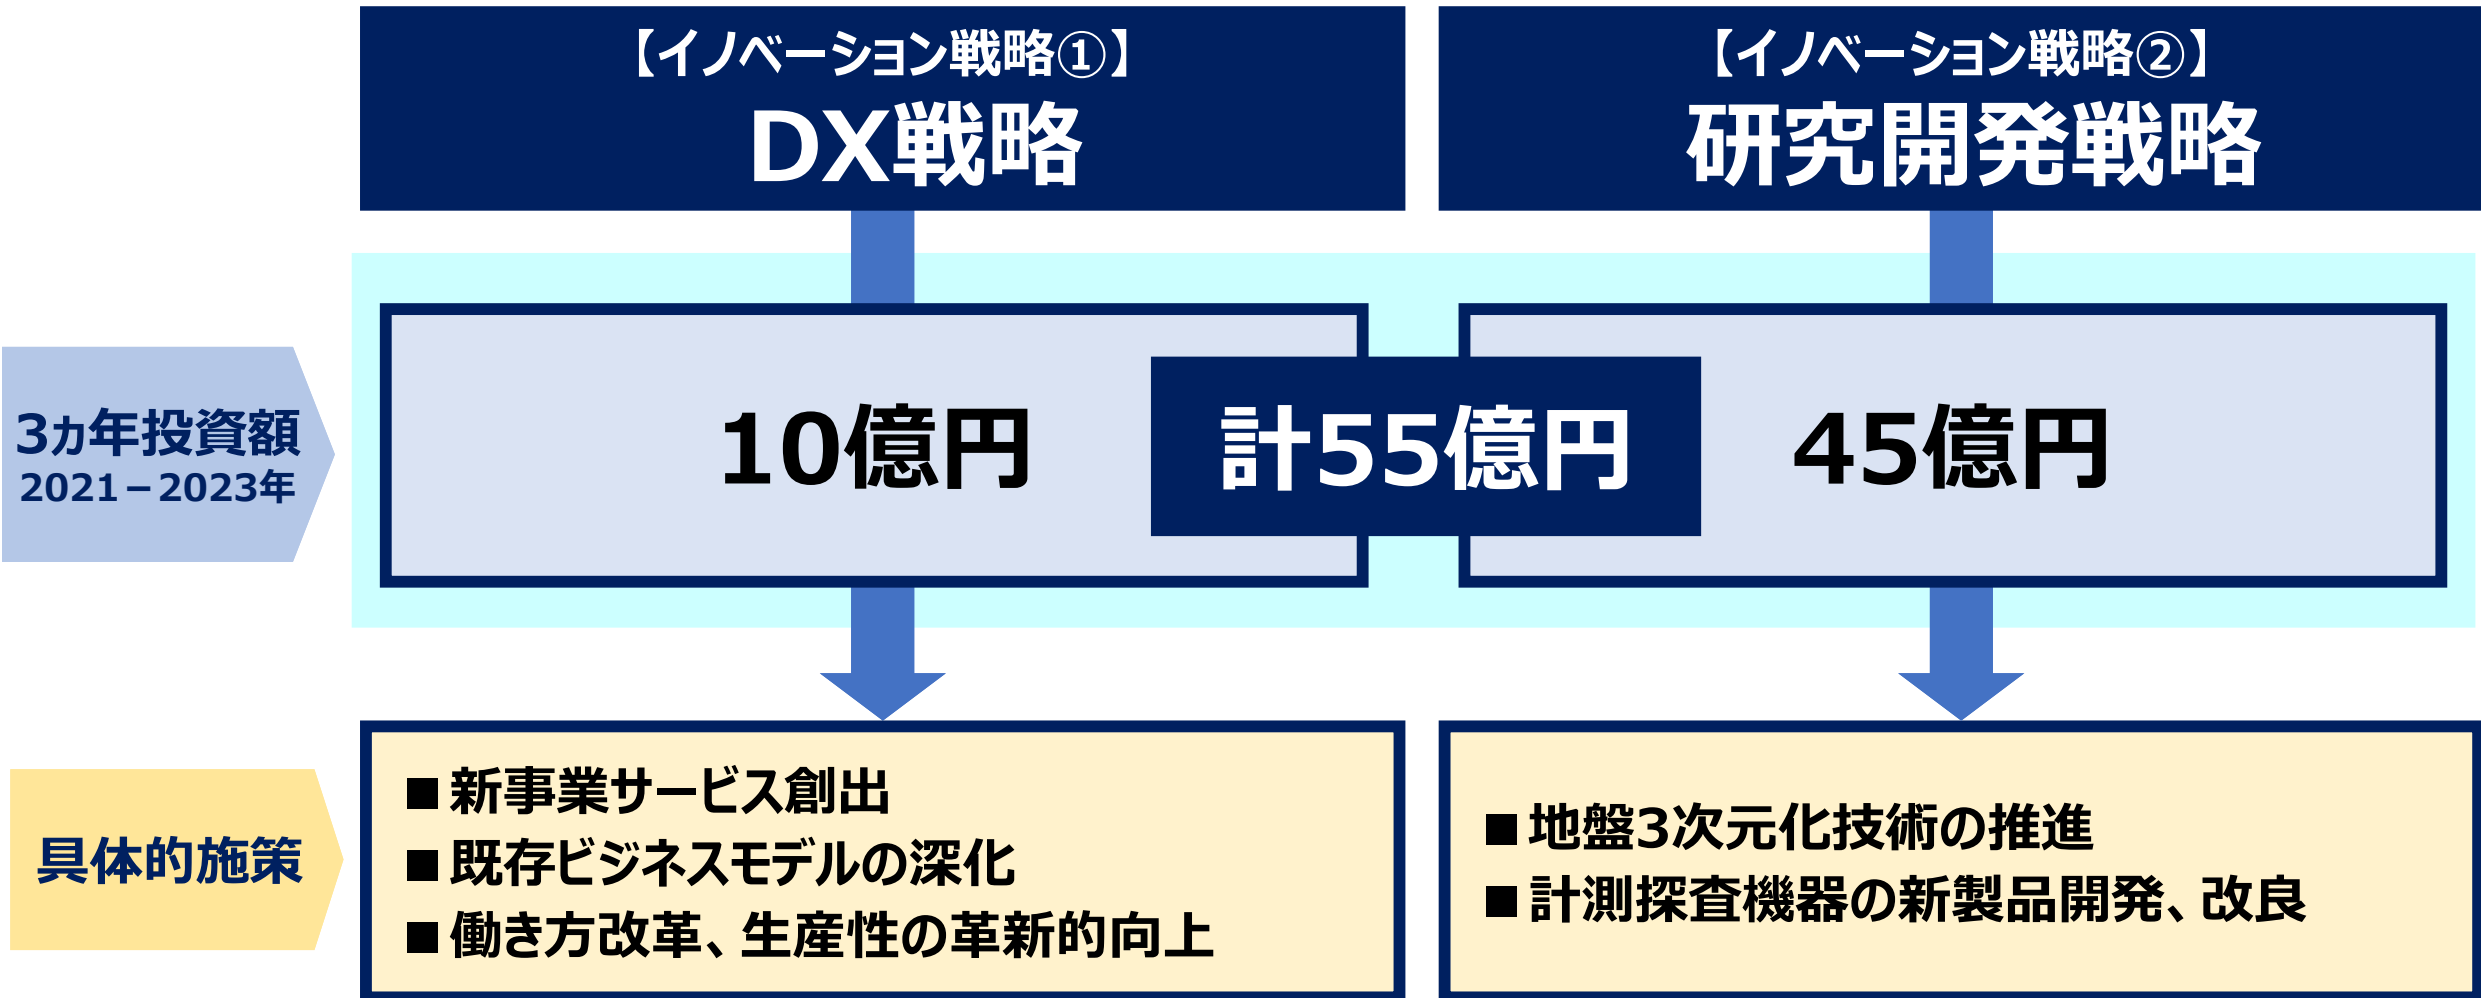 【イノベーション戦略①】
DX戦略
【イノベーション戦略②】
研究開発戦略
3ヵ年投資額
2021－2023年
10億円
計55億円
45億円
具体的施策
■新事業サービス創出
■既存ビジネスモデルの深化
■働き方改革、生産性の革新的向上
■地盤3次元化技術の推進
■計測探査機器の新製品開発、改良